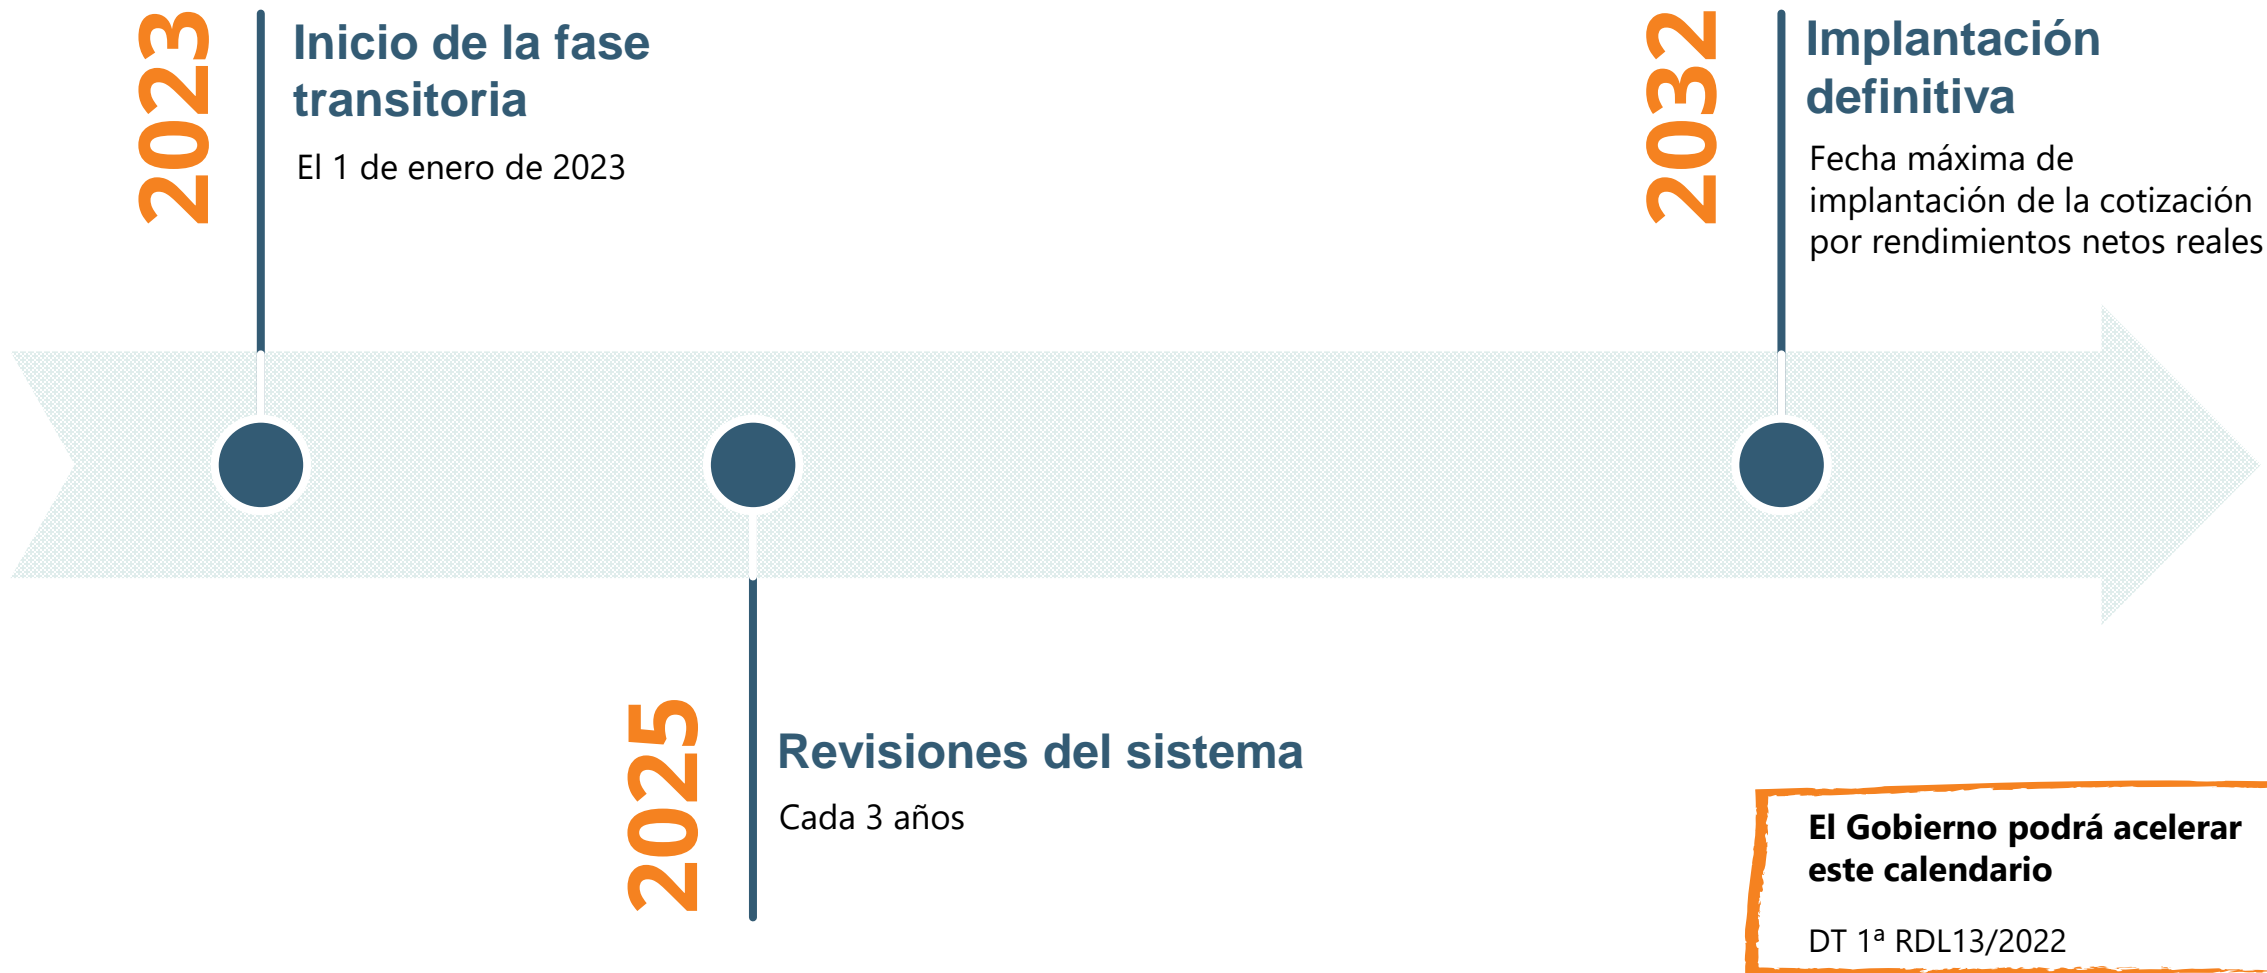 2023
Inicio de la fase
transitoria
El 1 de enero de 2023
2032
Implantación
definitiva
Fecha máxima de
implantación de la cotización
por rendimientos netos reales
2025
Revisiones del sistema
Cada 3 años
El Gobierno podrá acelerar
este calendario
DT 1ª RDL13/2022